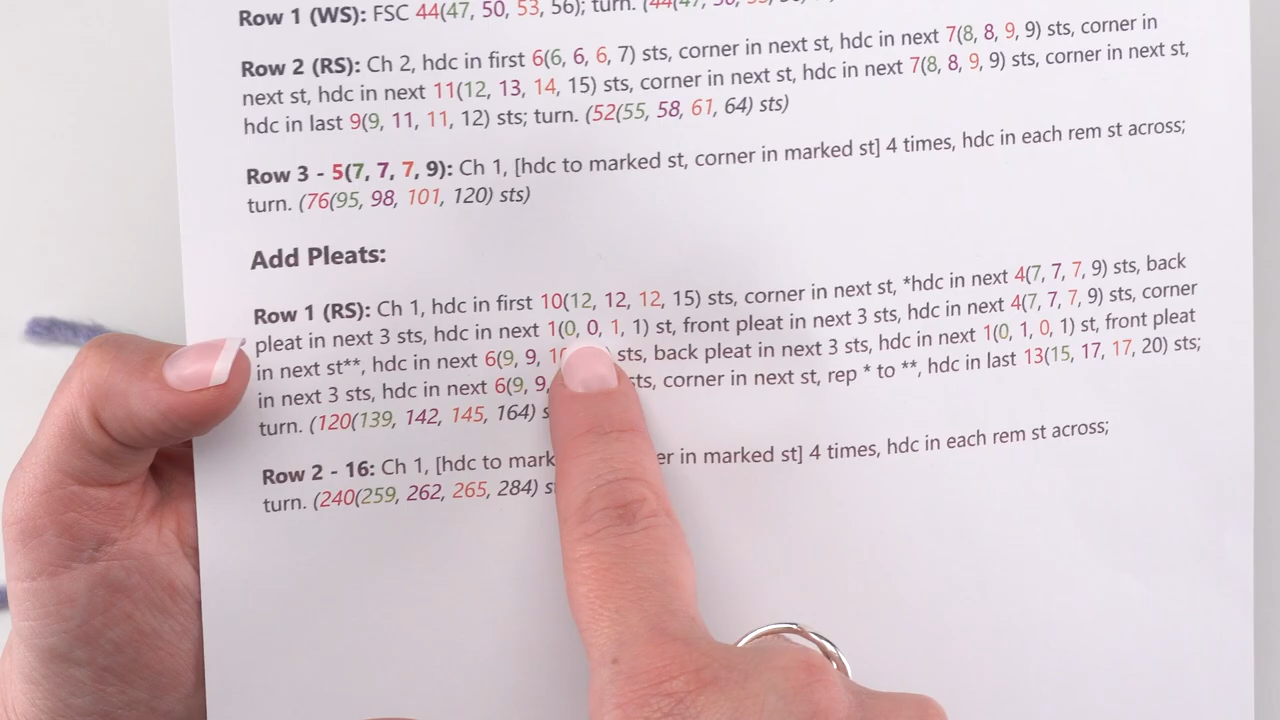 Row 1 (WS): FSC 44(47, 50, 53, 56); turn. (44(47,
Row 2 (RS): Ch 2, hdc in first 6(6, 6, 6, 7) sts, corner in next st, hdc in next 7(8, 8, 9, 9) sts, corner in
next st, hdc in next 11(12, 13, 14, 15) sts, corner in next st, hdc in next 7(8, 8, 9, 9) sts, corner in next st,
hdc in last 9(9, 11, 11, 12) sts; turn. (52(55, 58, 61, 64) sts)
Row 3 - 5(7, 7, 7, 9): Ch 1, [hdc to marked st, corner in marked st] 4 times, hdc in each rem st across;
turn. (76(95, 98, 101, 120) sts)
Add Pleats:
Row 1 (RS): Ch 1, hdc in first 10(12, 12, 12, 15) sts, corner in next st, *hdc in next 4(7, 7, 7, 9) sts, back
pleat in next 3 sts, hdc in next 1(0, 0, 1, 1) st, front pleat in next 3 sts, hdc in next 4(7, 7, 7, 9) sts, corner
in next st**, hdc in next 6(9, 9, sts, back pleat in next 3 sts, hdc in next 1(0, 1, 0, 1) st, front pleat
in next 3 sts, hdc in next 6(9, 9, sts, corner in next st, rep * to **, hdc in last 13(15, 17, 17, 20) sts;
turn. (120(139, 142, 145, 164)
Row 2 - 16: Ch 1, [hdc to in marked st] 4 times, hdc in each rem st across;
turn. (240(259, 262, 265, 284)